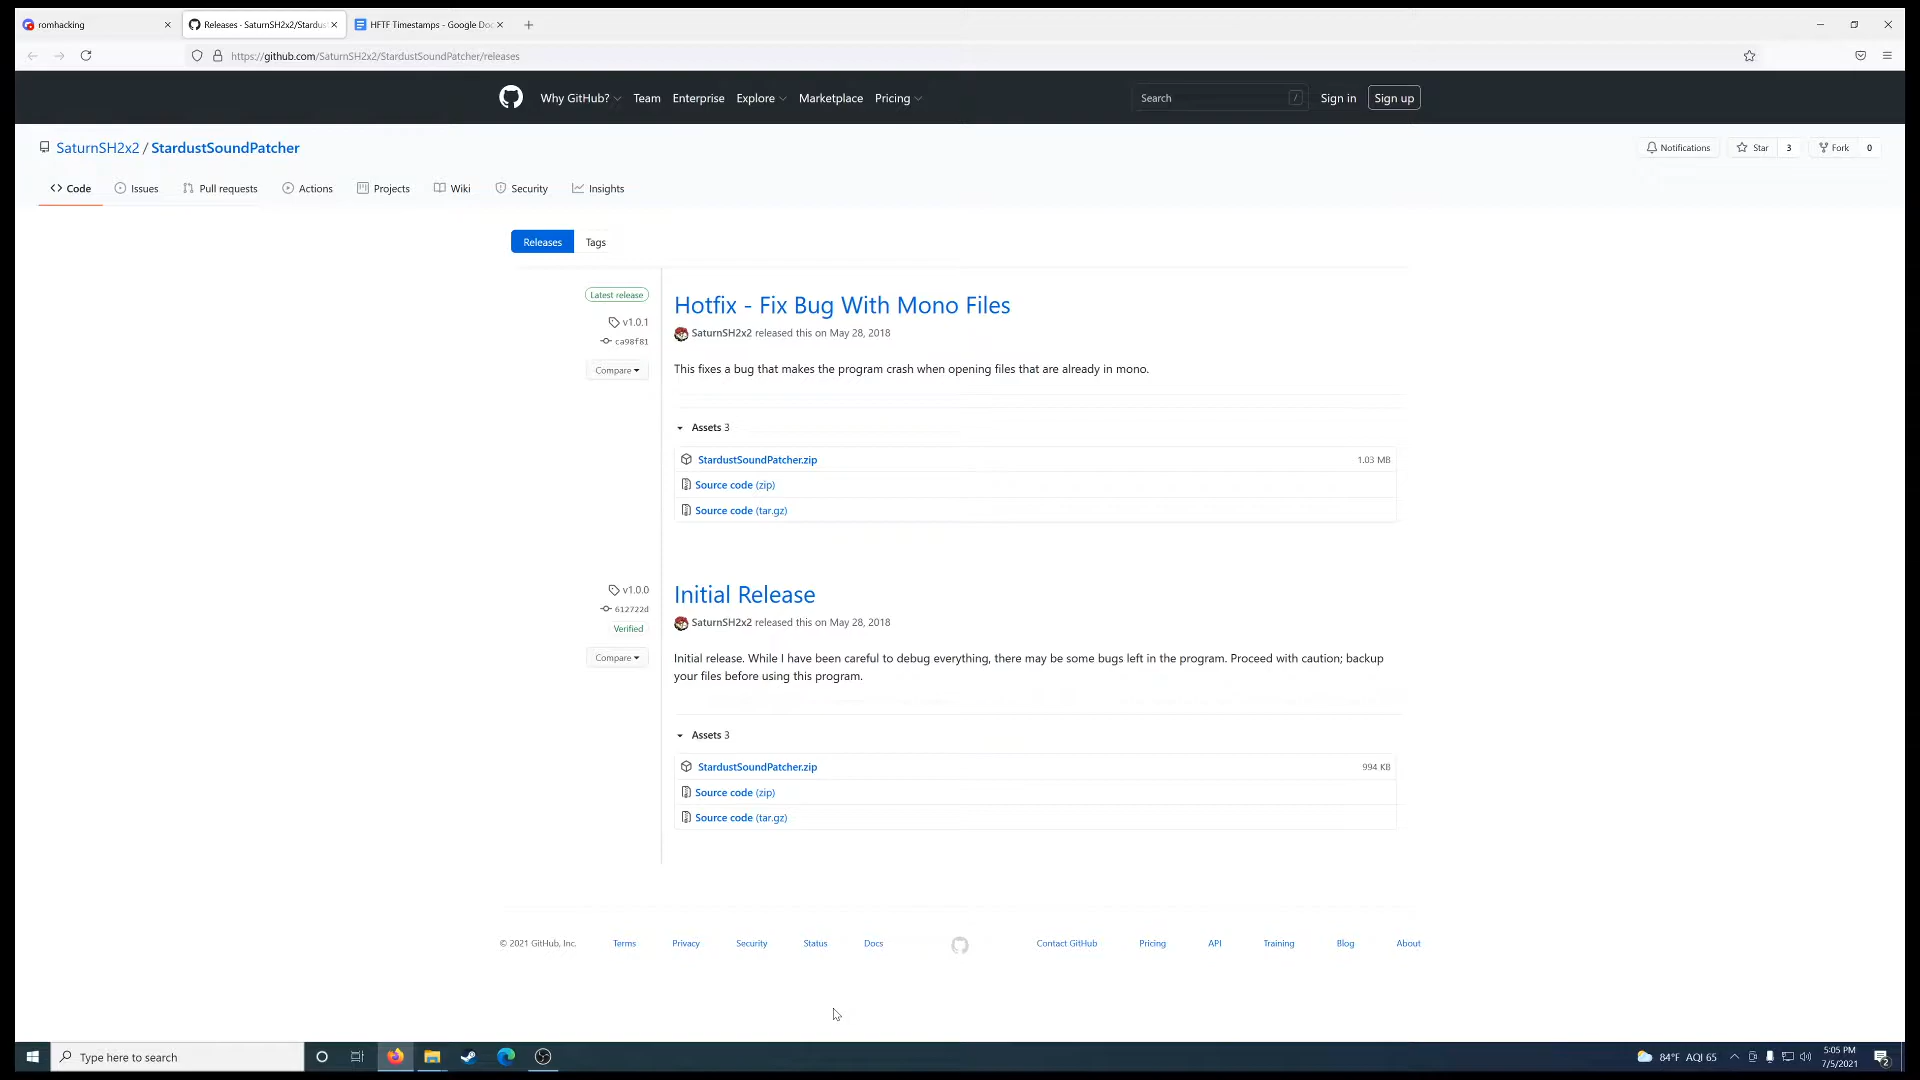 romhacking
Releases · SaturnSH2x2/Stardus
HFTF Timestamps - Google Doc
https://github.com/SaturnSH2x2/StardustSoundPatcher/releases
Why GitHub? Team Enterprise Explore Marketplace Pricing
Search /
Sign in
Sign up
SaturnSH2x2 / StardustSoundPatcher
Notifications
Star 3
Fork 0
Code Issues Pull requests Actions Projects Wiki Security Insights
Releases Tags
Latest release
v1.0.1
ca98f81
Compare
Hotfix - Fix Bug With Mono Files
SaturnSH2x2 released this on May 28, 2018
This fixes a bug that makes the program crash when opening files that are already in mono.
Assets 3
StardustSoundPatcher.zip 1.03 MB
Source code (zip)
Source code (tar.gz)
v1.0.0
612722d
Verified
Compare
Initial Release
SaturnSH2x2 released this on May 28, 2018
Initial release. While I have been careful to debug everything, there may be some bugs left in the program. Proceed with caution; backup
your files before using this program.
Assets 3
StardustSoundPatcher.zip 994 KB
Source code (zip)
Source code (tar.gz)
© 2021 GitHub, Inc. Terms Privacy Security Status Docs Contact GitHub Pricing API Training Blog About
Type here to search
84°F AQI 65
5:05 PM
7/5/2021
2